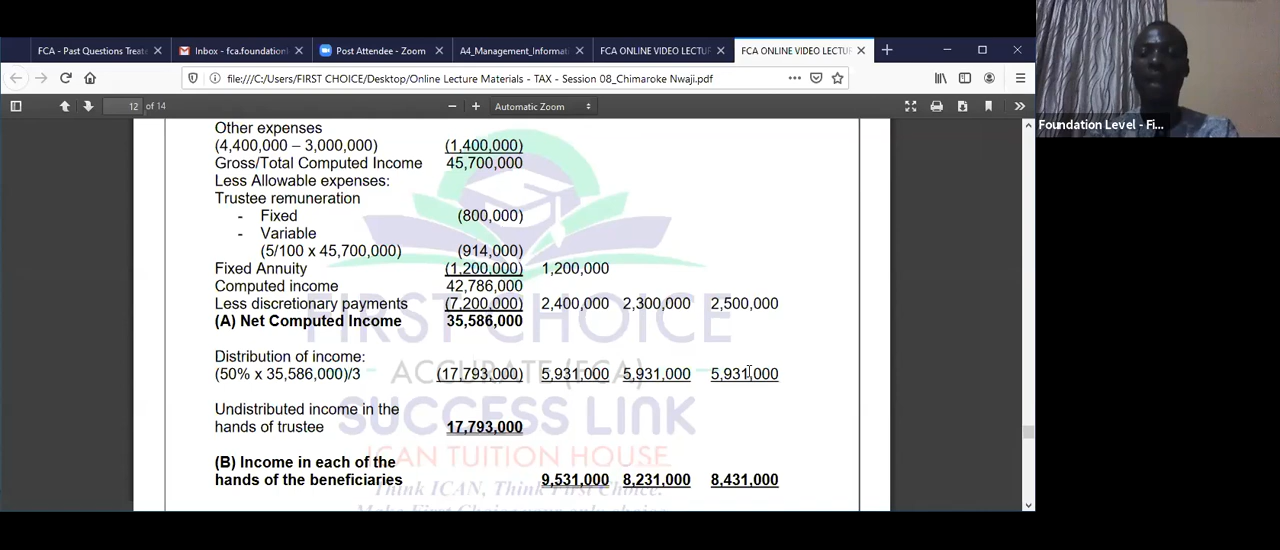 FCA - Past Questions Treate
Inbox - fca.foundation
Post Attendee - Zoom
A4_Management_Informati
FCA ONLINE VIDEO LECTUR
FCA ONLINE VIDEO LECTUR
file:///C:/Users/FIRST CHOICE/Desktop/Online Lecture Materials - TAX - Session 08_Chimaroke Nwaji.pdf
12 of 14
Automatic Zoom
Foundation Level - Fi...
Other expenses
(4,400,000 – 3,000,000) (1,400,000)
Gross/Total Computed Income 45,700,000
Less Allowable expenses:
Trustee remuneration
- Fixed (800,000)
- Variable
(5/100 x 45,700,000) (914,000)
Fixed Annuity (1,200,000) 1,200,000
Computed income 42,786,000
Less discretionary payments (7,200,000) 2,400,000 2,300,000 2,500,000
(A) Net Computed Income 35,586,000
FIRST CHOICE
Distribution of income:
(50% x 35,586,000)/3 (17,793,000) 5,931,000 5,931,000 5,931,000
- ACCURATE (FCA) -
Undistributed income in the
hands of trustee 17,793,000
SUCCESS LINK
ICAN TUITION HOUSE
(B) Income in each of the
hands of the beneficiaries 9,531,000 8,231,000 8,431,000
Think ICAN, Think First Choice.